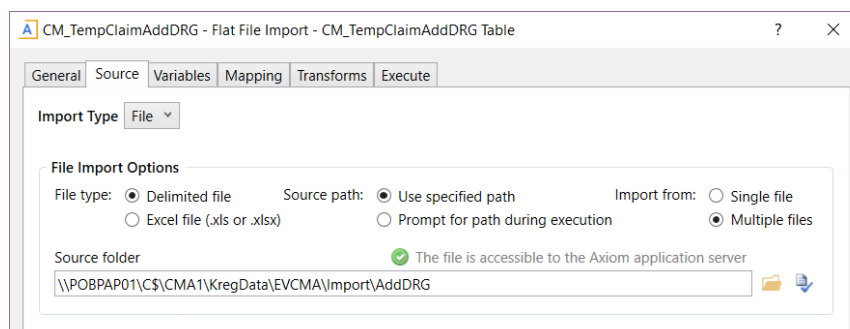 A CM_TempClaimAddDRG - Flat File Import - CM_TempClaimAddDRG Table ? ×
General Source Variables Mapping Transforms Execute
Import Type File
File Import Options
File type: Delimited file Source path: Use specified path Import from: Single file
Excel file (.xls or .xlsx) Prompt for path during execution Multiple files
Source folder The file is accessible to the Axiom application server
\\POBPAP01\C$\CMA1\KregData\EVCMA\Import\AddDRG